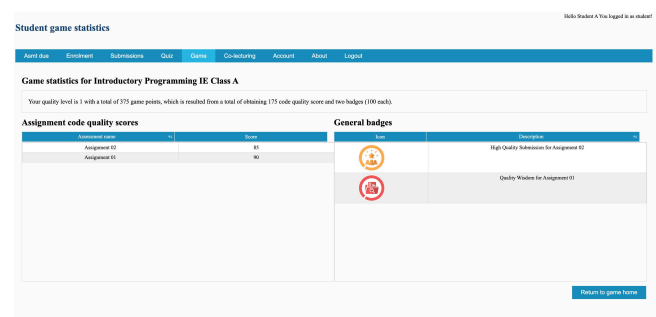 Hello Student A You logged in as student!
Student game statistics
Asmt due Enrolment Submissions Quiz Game Co-lecturing Account About Logout
Game statistics for Introductory Programming IE Class A
Your quality level is 1 with a total of 375 game points, which is resulted from a total of obtaining 175 code quality score and two badges (100 each).
Assignment code quality scores
Assessment name Score
Assignment 02 85
Assignment 01 90
General badges
Icon Description
High Quality Submission for Assignment 02
Quality Wisdom for Assignment 01
Return to game home